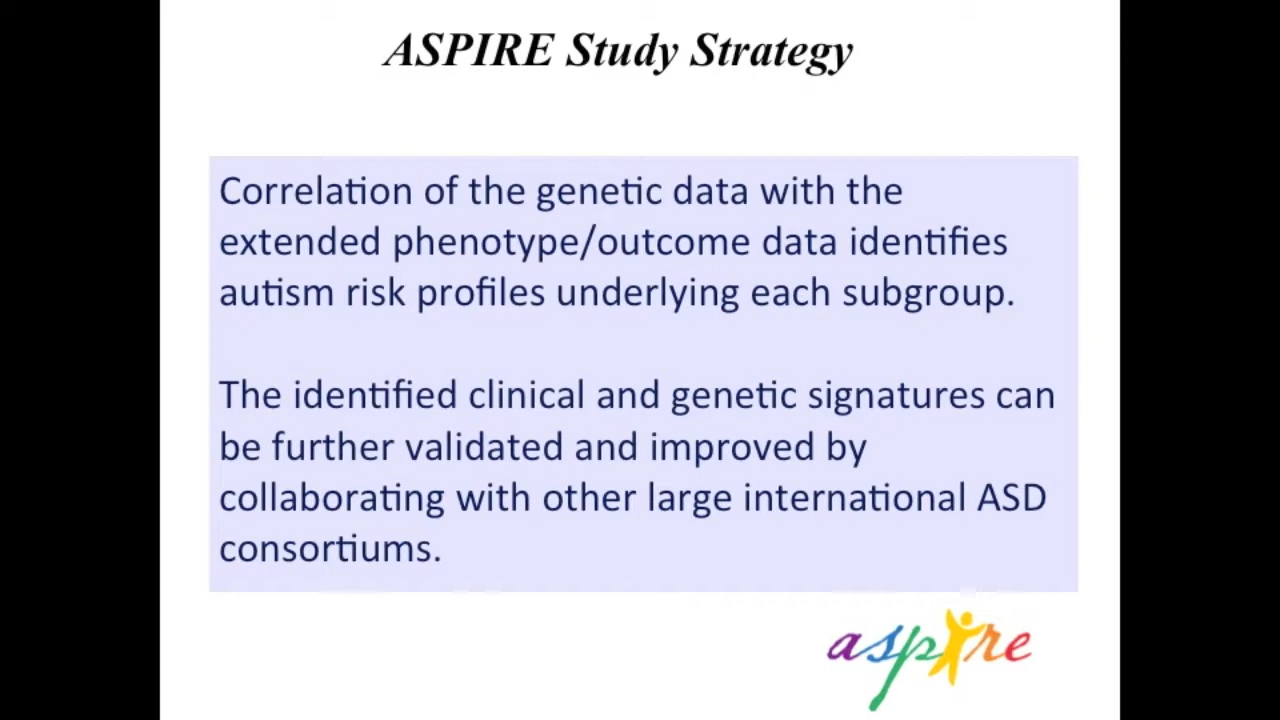 ASPIRE Study Strategy
Correlation of the genetic data with the
extended phenotype/outcome data identifies
autism risk profiles underlying each subgroup.
The identified clinical and genetic signatures can
be further validated and improved by
collaborating with other large international ASD
consortiums.
aspire